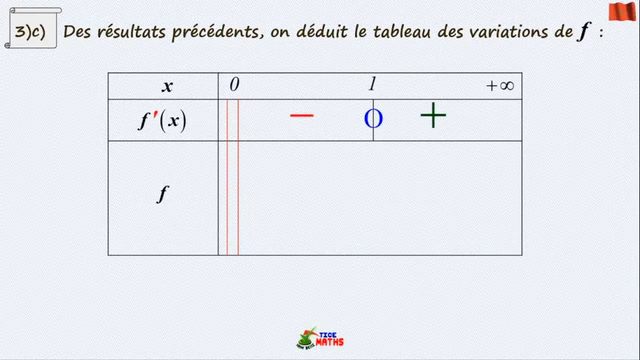 3)c) Des résultats précédents, on déduit le tableau des variations de f :
x 0 1 +∞
f'(x) − 0 +
f
TICE
MATHS